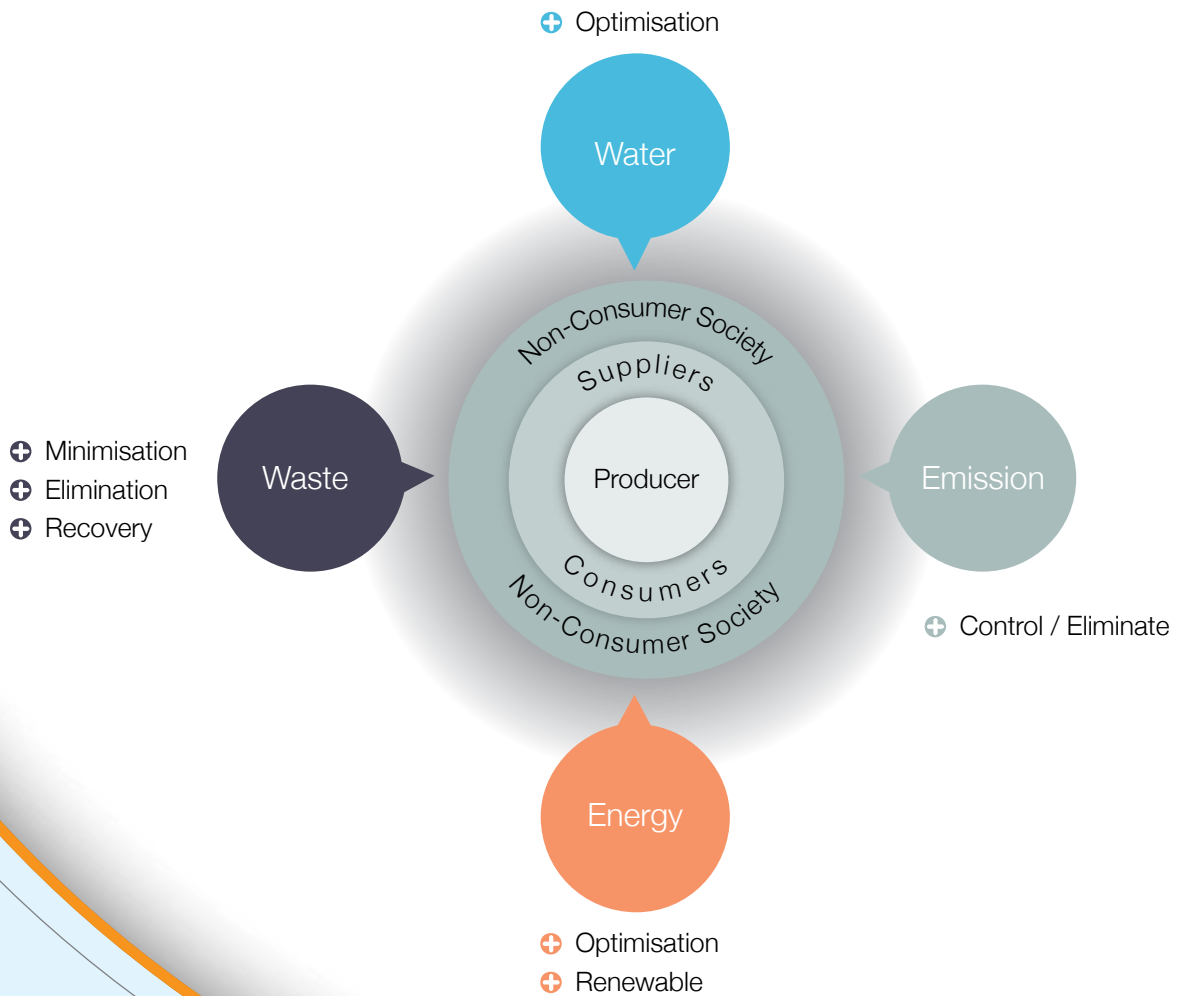 Optimisation
Water
Non-Consumer Society
Suppliers
Minimisation
Elimination
Recovery
Waste
Producer
Emission
Consumers
Non-Consumer Society
Control / Eliminate
Energy
Optimisation
Renewable